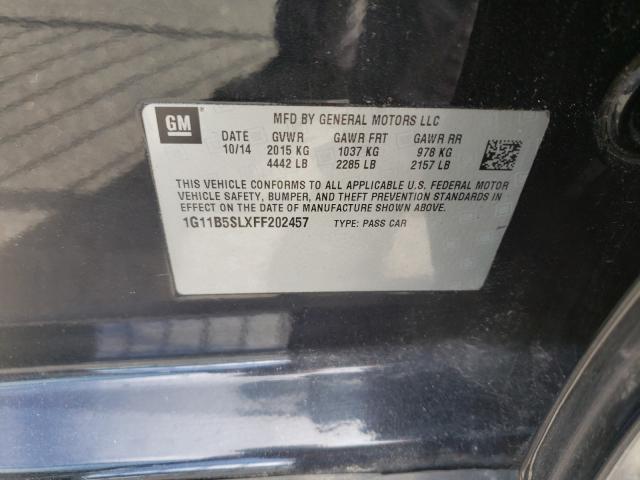 GM
MFD BY GENERAL MOTORS LLC
DATE GVWR GAWR FRT GAWR RR
10/14 2015 KG 1037 KG 978 KG
4442 LB 2285 LB 2157 LB
THIS VEHICLE CONFORMS TO ALL APPLICABLE U.S. FEDERAL MOTOR
VEHICLE SAFETY, BUMPER, AND THEFT PREVENTION STANDARDS IN
EFFECT ON THE DATE OF MANUFACTURE SHOWN ABOVE.
1G11B5SLXFF202457 TYPE: PASS CAR